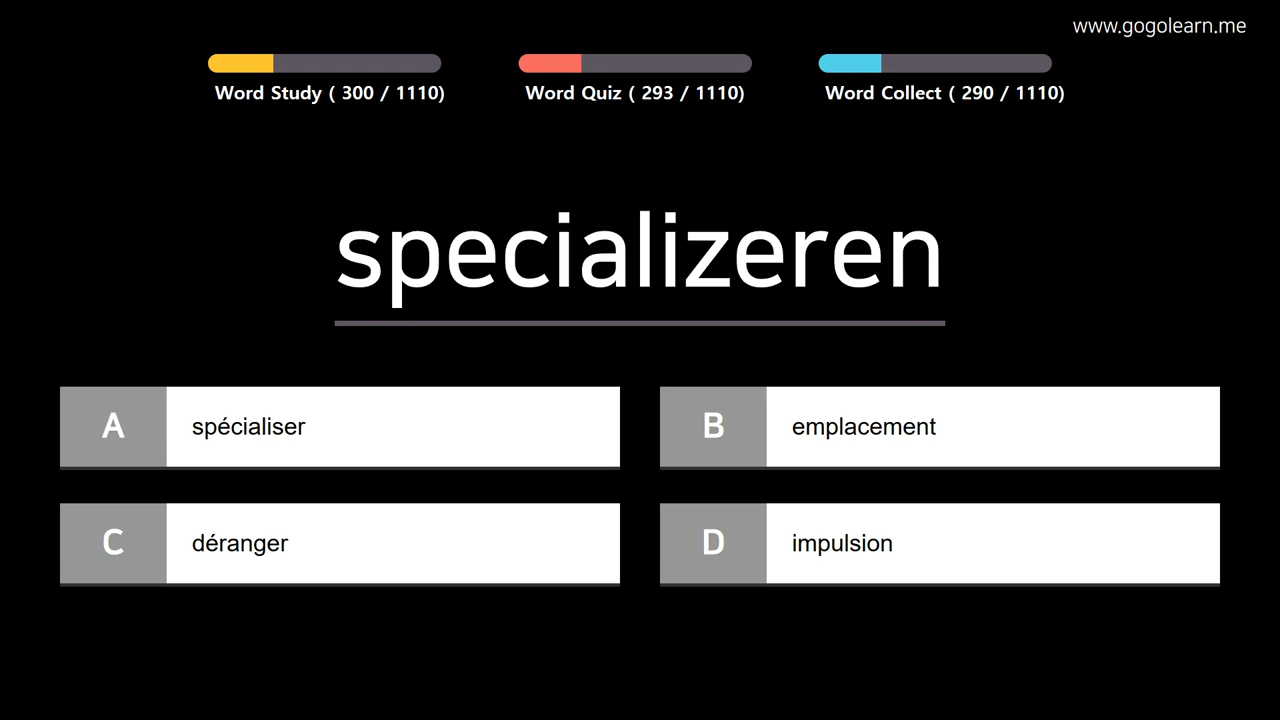 www.gogolearn.me
Word Study ( 300 / 1110)
Word Quiz ( 293 / 1110)
Word Collect ( 290 / 1110)
specializeren
A
spécialiser
B
emplacement
C
déranger
D
impulsion